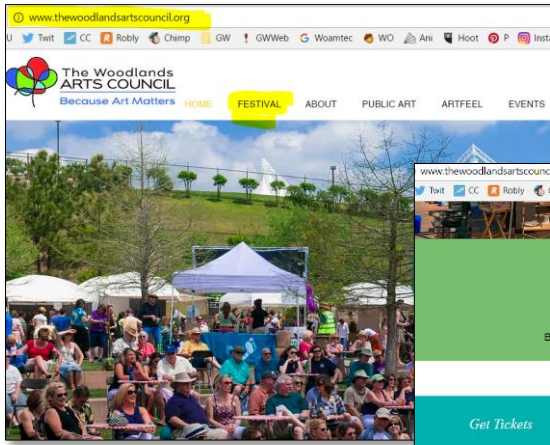 www.thewoodlandsartscouncil.org
U Twit CC Robly Chimp GW GWWeb Woamtec WO Ani Hoot P Insta
The Woodlands
ARTS COUNCIL
Because Art Matters
HOME FESTIVAL ABOUT PUBLIC ART ARTFEEL EVENTS
www.thewoodlandsartscounc
Twit CC Robly
Get Tickets